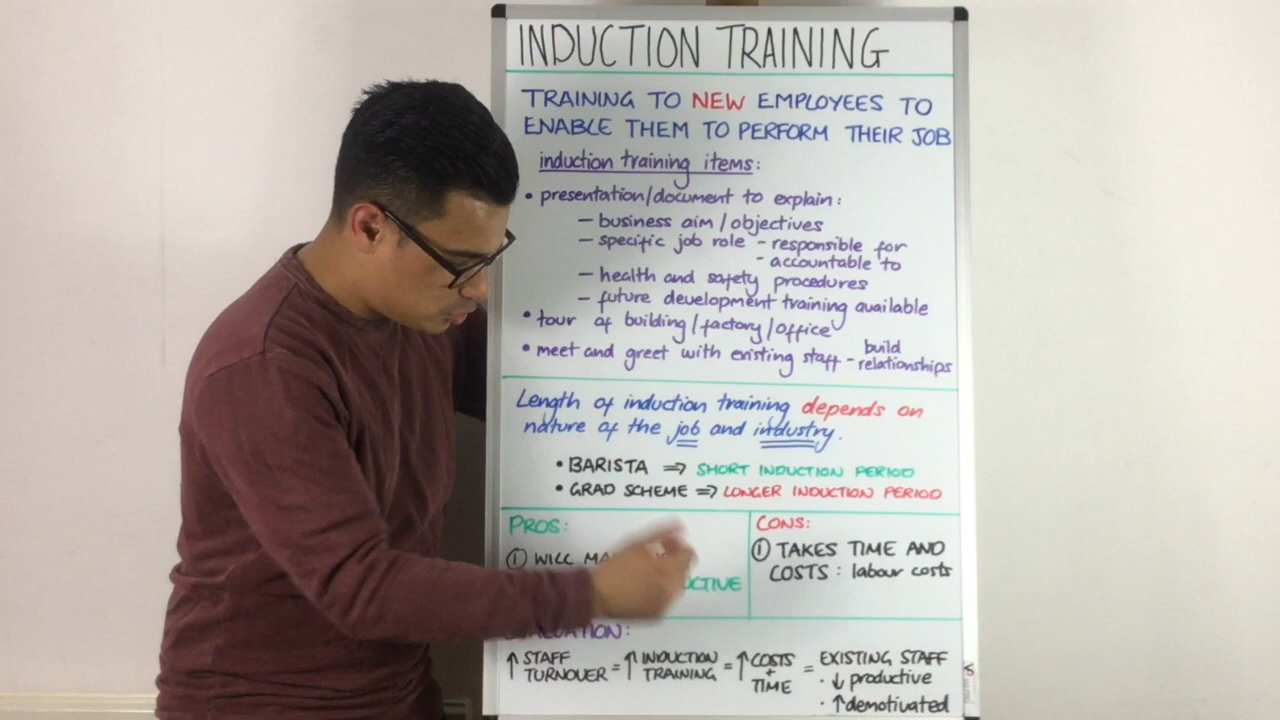 INDUCTION TRAINING
TRAINING TO NEW EMPLOYEES TO
ENABLE THEM TO PERFORM THEIR JOB
induction training items:
• presentation/document to explain:
– business aim / objectives
– specific job role - responsible for
- accountable to
– health and safety procedures
– future development training available
• tour of building/factory/office
• meet and greet with existing staff – build
relationships
Length of induction training depends on
nature of the job and industry.
• BARISTA ⇒ SHORT INDUCTION PERIOD
• GRAD SCHEME ⇒ LONGER INDUCTION PERIOD
PROS:
① WILL
CONS:
① TAKES TIME AND
COSTS : labour costs
↑ STAFF TURNOVER = ↑ INDUCTION TRAINING = ↑ COSTS + TIME = EXISTING STAFF
· ↓ productive
· ↑ demotivated